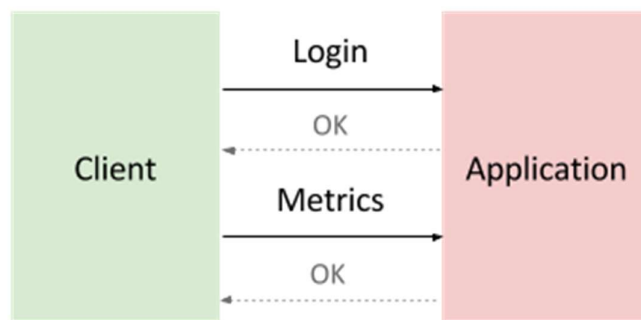 Login
OK
Client
Application
Metrics
OK